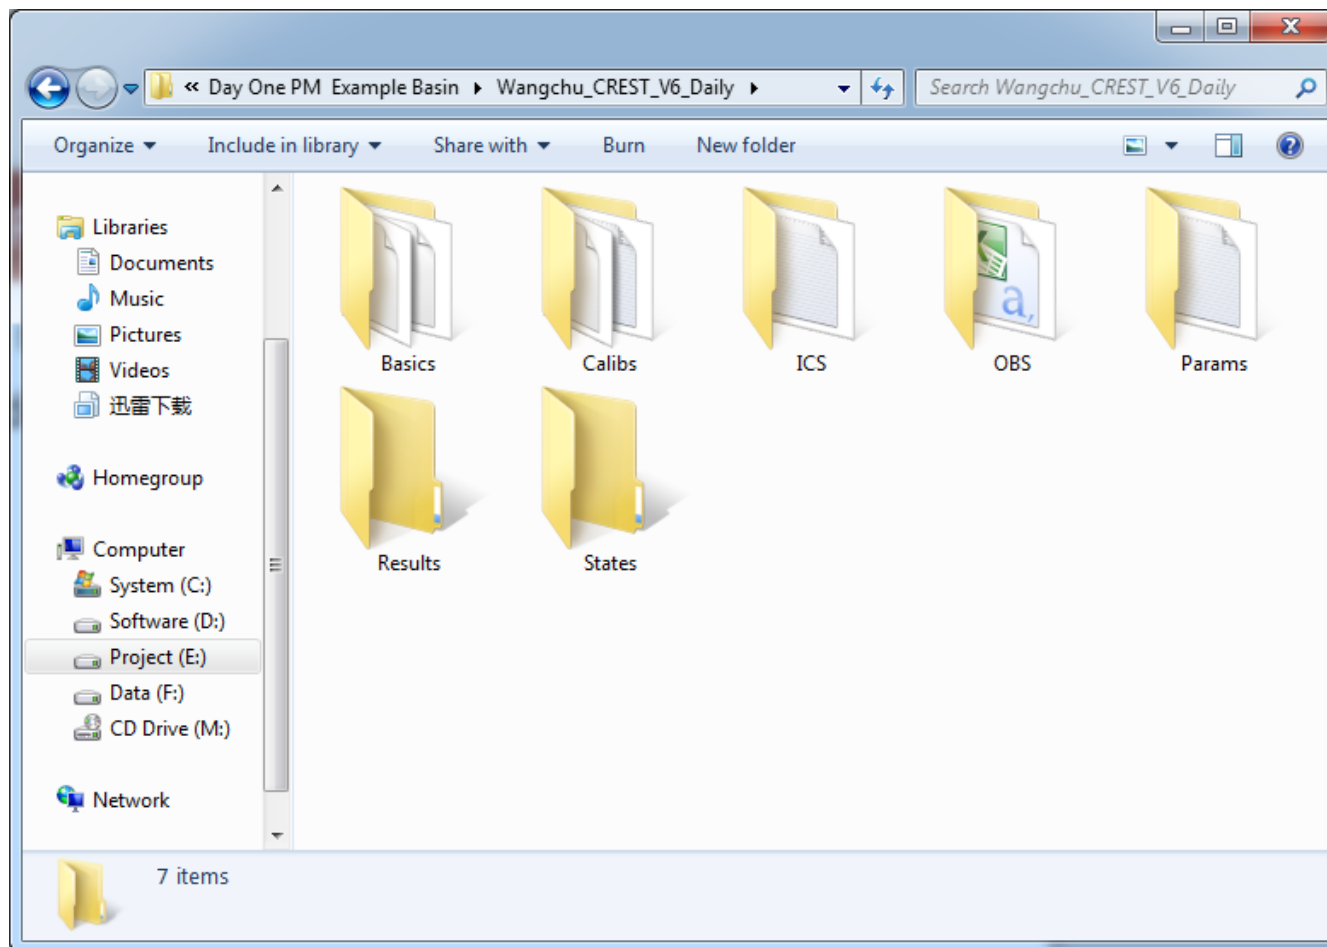 « Day One PM  Example Basin Wangchu_CREST_V6_Daily Search Wangchu_CREST_V6_Daily
Organize Include in library Share with Burn New folder
Libraries
Documents
Music
Pictures
Videos
迅雷下载
Homegroup
Computer
System (C:)
Software (D:)
Project (E:)
Data (F:)
CD Drive (M:)
Network
a,
Basics Calibs ICS OBS Params
Results States
7 items